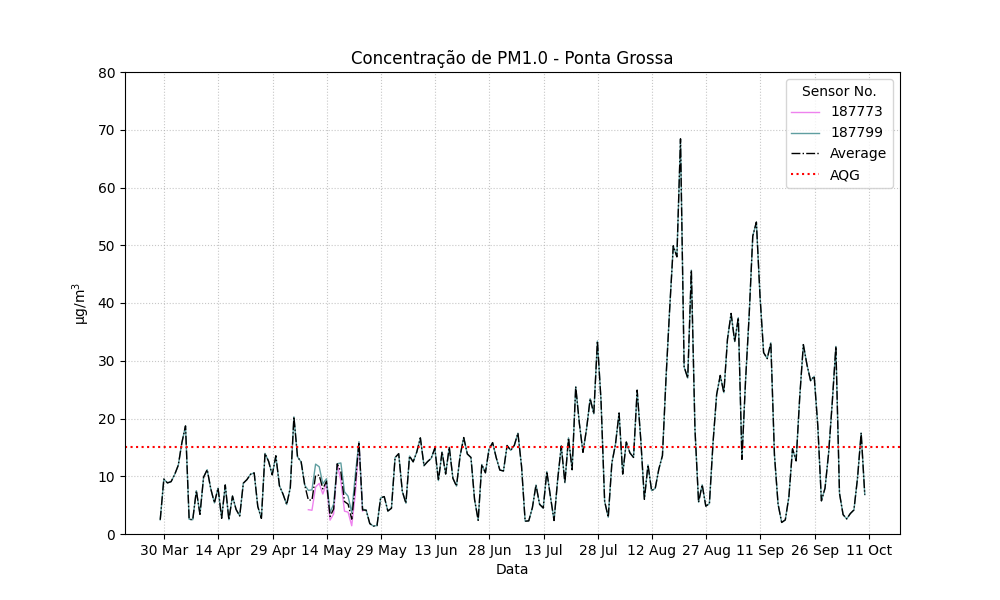 Concentração de PM1.0 - Ponta Grossa
80
70
60
50
40
30
20
10
0
µg/m³
Sensor No.
187773
187799
Average
AQG
30 Mar 14 Apr 29 Apr 14 May 29 May 13 Jun 28 Jun 13 Jul 28 Jul 12 Aug 27 Aug 11 Sep 26 Sep 11 Oct
Data